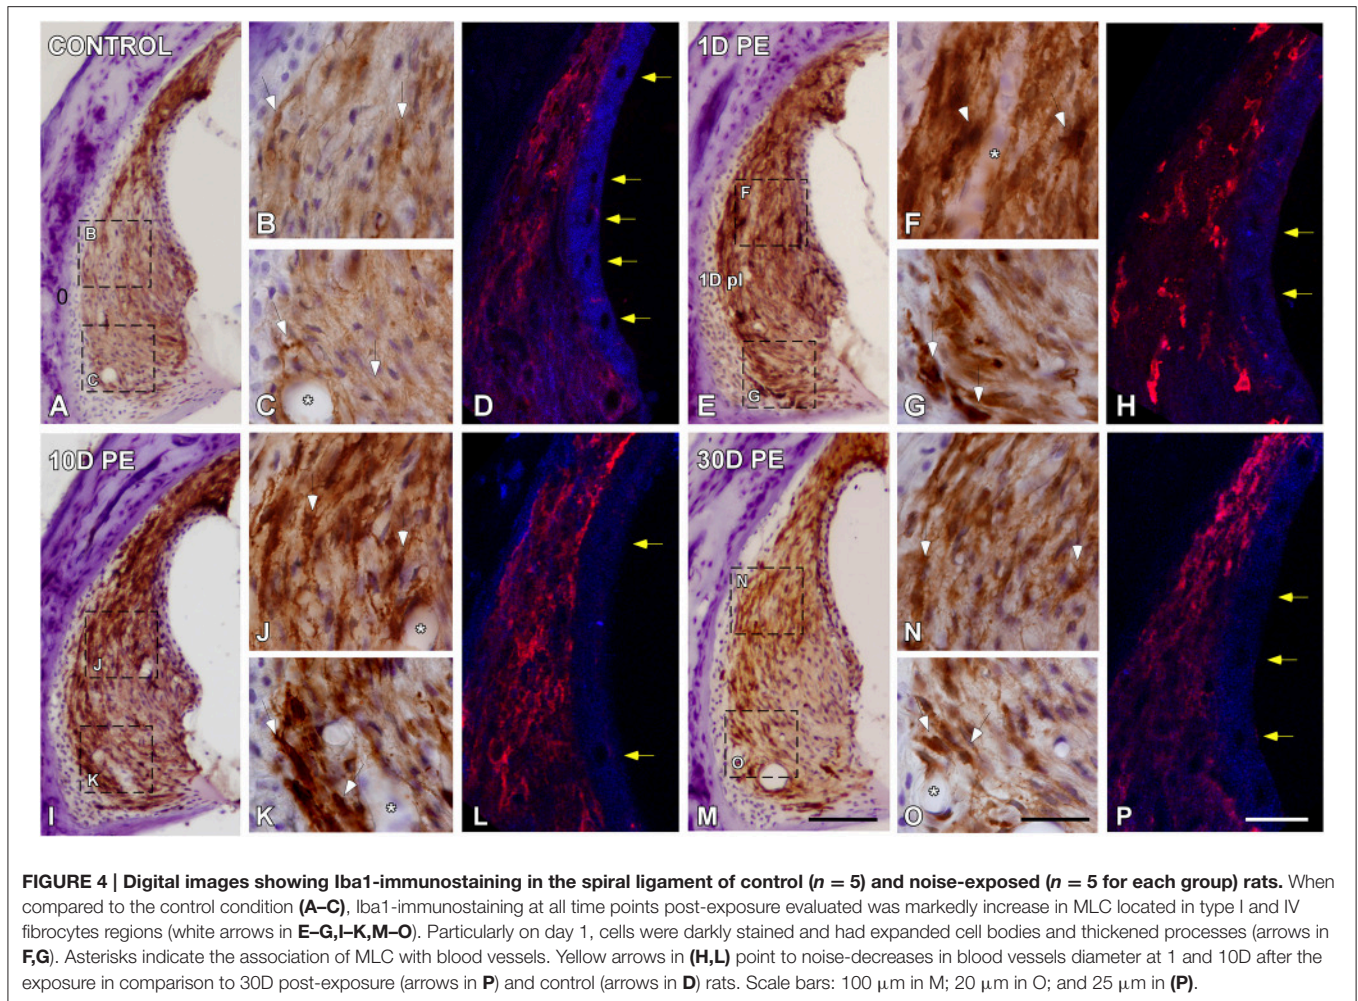 CONTROL
B
C
0
A
B
C
*
D
1D PE
F
1D pl
G
E
*
F
G
H
10D PE
J
K
I
*
J
*
K
L
30D PE
N
O
M
N
*
O
P
FIGURE 4 | Digital images showing Iba1-immunostaining in the spiral ligament of control (n = 5) and noise-exposed (n = 5 for each group) rats. When
compared to the control condition (A–C), Iba1-immunostaining at all time points post-exposure evaluated was markedly increase in MLC located in type I and IV
fibrocytes regions (white arrows in E–G,I–K,M–O). Particularly on day 1, cells were darkly stained and had expanded cell bodies and thickened processes (arrows in
F,G). Asterisks indicate the association of MLC with blood vessels. Yellow arrows in (H,L) point to noise-decreases in blood vessels diameter at 1 and 10D after the
exposure in comparison to 30D post-exposure (arrows in P) and control (arrows in D) rats. Scale bars: 100 μm in M; 20 μm in O; and 25 μm in (P).